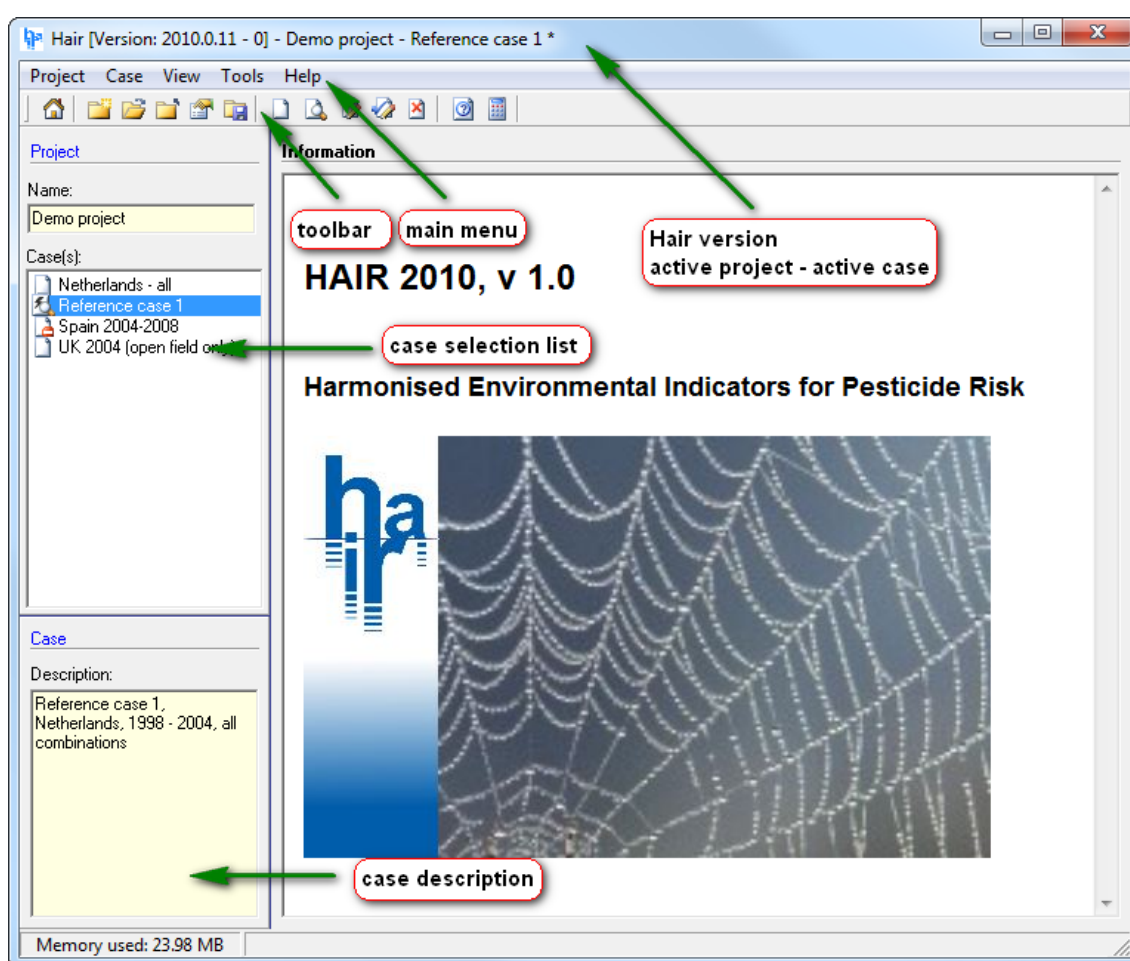 Hair [Version: 2010.0.11 - 0] - Demo project - Reference case 1 *
Project Case View Tools Help
Project
Name:
Demo project
Case(s):
Netherlands - all
Reference case 1
Spain 2004-2008
UK 2004 (open field only)
Case
Description:
Reference case 1,
Netherlands, 1998 - 2004, all
combinations
Information
toolbar
main menu
Hair version
active project - active case
HAIR 2010, v 1.0
case selection list
Harmonised Environmental Indicators for Pesticide Risk
hair
case description
Memory used: 23.98 MB